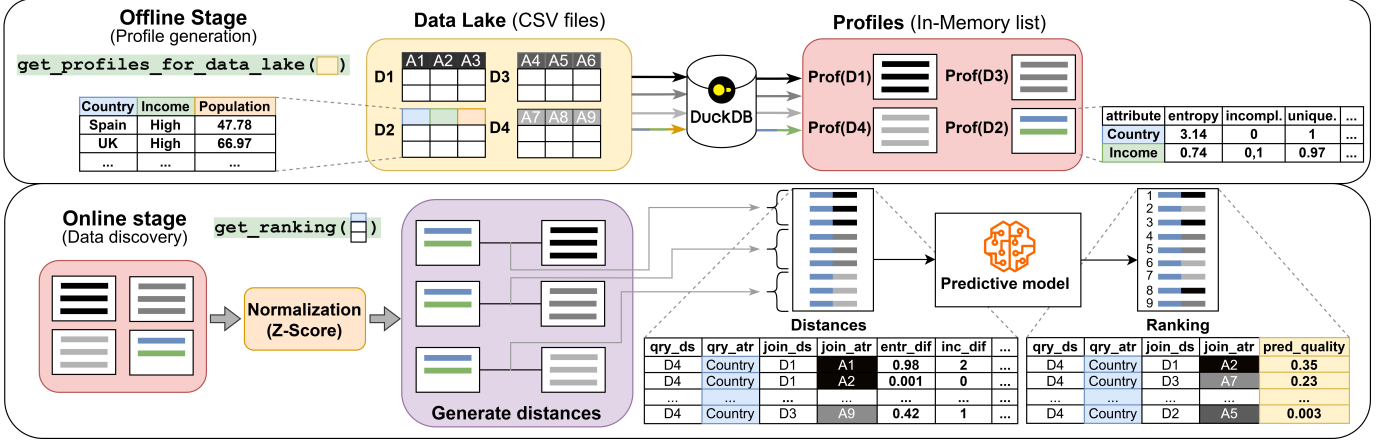 Offline Stage
(Profile generation)
get_profiles_for_data_lake( )
Country Income Population
Spain High 47.78
UK High 66.97
... ... ...
Data Lake (CSV files)
D1 A1 A2 A3
D3 A4 A5 A6
D2
D4 A7 A8 A9
DuckDB
Profiles (In-Memory list)
Prof(D1) Prof(D3)
Prof(D4) Prof(D2)
attribute entropy incompl. unique. ...
Country 3.14 0 1 ...
Income 0.74 0,1 0.97 ...
Online stage
(Data discovery)
get_ranking( )
Normalization
(Z-Score)
Generate distances
Distances
qry_ds qry_atr join_ds join_atr entr_dif inc_dif ...
D4 Country D1 A1 0.98 2 ...
D4 Country D1 A2 0.001 0 ...
... ... ... ... ... ... ...
D4 Country D3 A9 0.42 1 ...
Predictive model
1
2
3
4
5
6
7
8
9
Ranking
qry_ds qry_atr join_ds join_atr pred_quality
D4 Country D1 A2 0.35
D4 Country D3 A7 0.23
... ... ... ... ...
D4 Country D2 A5 0.003